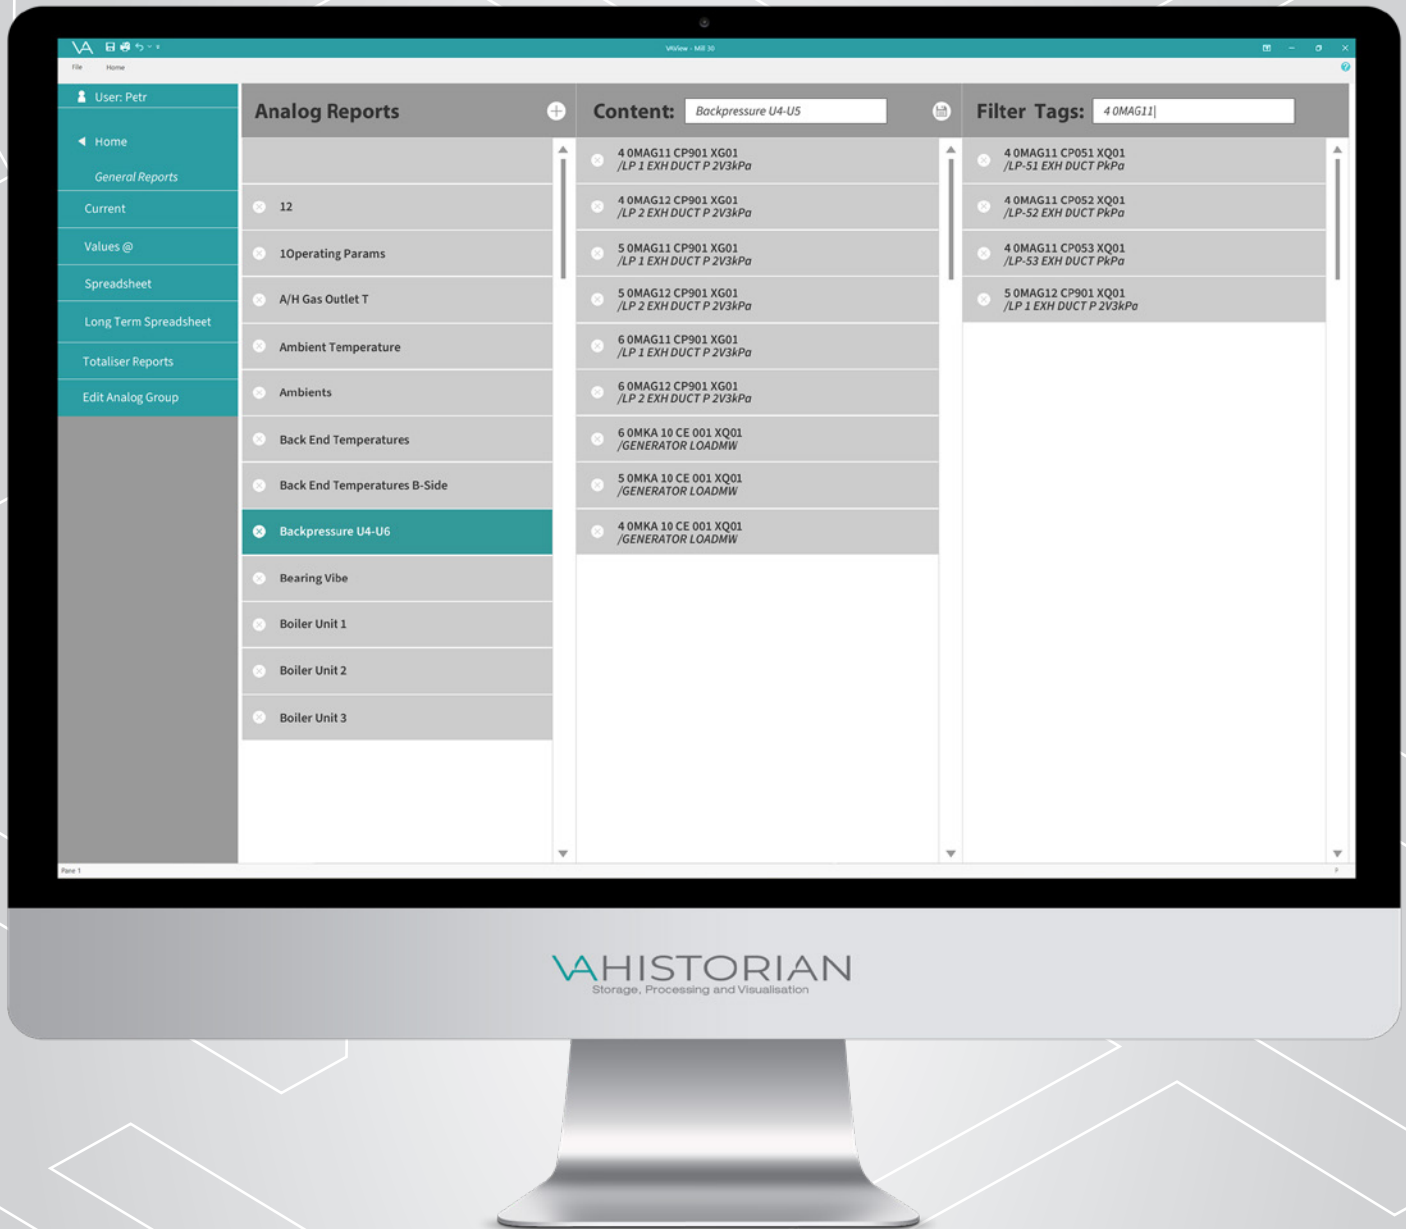 VA
VAView - Mill 30
File Home
User: Petr
Home
General Reports
Current
Values @
Spreadsheet
Long Term Spreadsheet
Totaliser Reports
Edit Analog Group
Analog Reports
12
1Operating Params
A/H Gas Outlet T
Ambient Temperature
Ambients
Back End Temperatures
Back End Temperatures B-Side
Backpressure U4-U6
Bearing Vibe
Boiler Unit 1
Boiler Unit 2
Boiler Unit 3
Content: Backpressure U4-U5
4 0MAG11 CP901 XG01
/LP 1 EXH DUCT P 2V3kPa
4 0MAG12 CP901 XG01
/LP 2 EXH DUCT P 2V3kPa
5 0MAG11 CP901 XG01
/LP 1 EXH DUCT P 2V3kPa
5 0MAG12 CP901 XG01
/LP 2 EXH DUCT P 2V3kPa
6 0MAG11 CP901 XG01
/LP 1 EXH DUCT P 2V3kPa
6 0MAG12 CP901 XG01
/LP 2 EXH DUCT P 2V3kPa
6 0MKA 10 CE 001 XQ01
/GENERATOR LOADMW
5 0MKA 10 CE 001 XQ01
/GENERATOR LOADMW
4 0MKA 10 CE 001 XQ01
/GENERATOR LOADMW
Filter Tags: 4 0MAG11
4 0MAG11 CP051 XQ01
/LP-51 EXH DUCT PkPa
4 0MAG11 CP052 XQ01
/LP-52 EXH DUCT PkPa
4 0MAG11 CP053 XQ01
/LP-53 EXH DUCT PkPa
5 0MAG12 CP901 XQ01
/LP 1 EXH DUCT P 2V3kPa
Pane 1
VAHISTORIAN
Storage, Processing and Visualisation